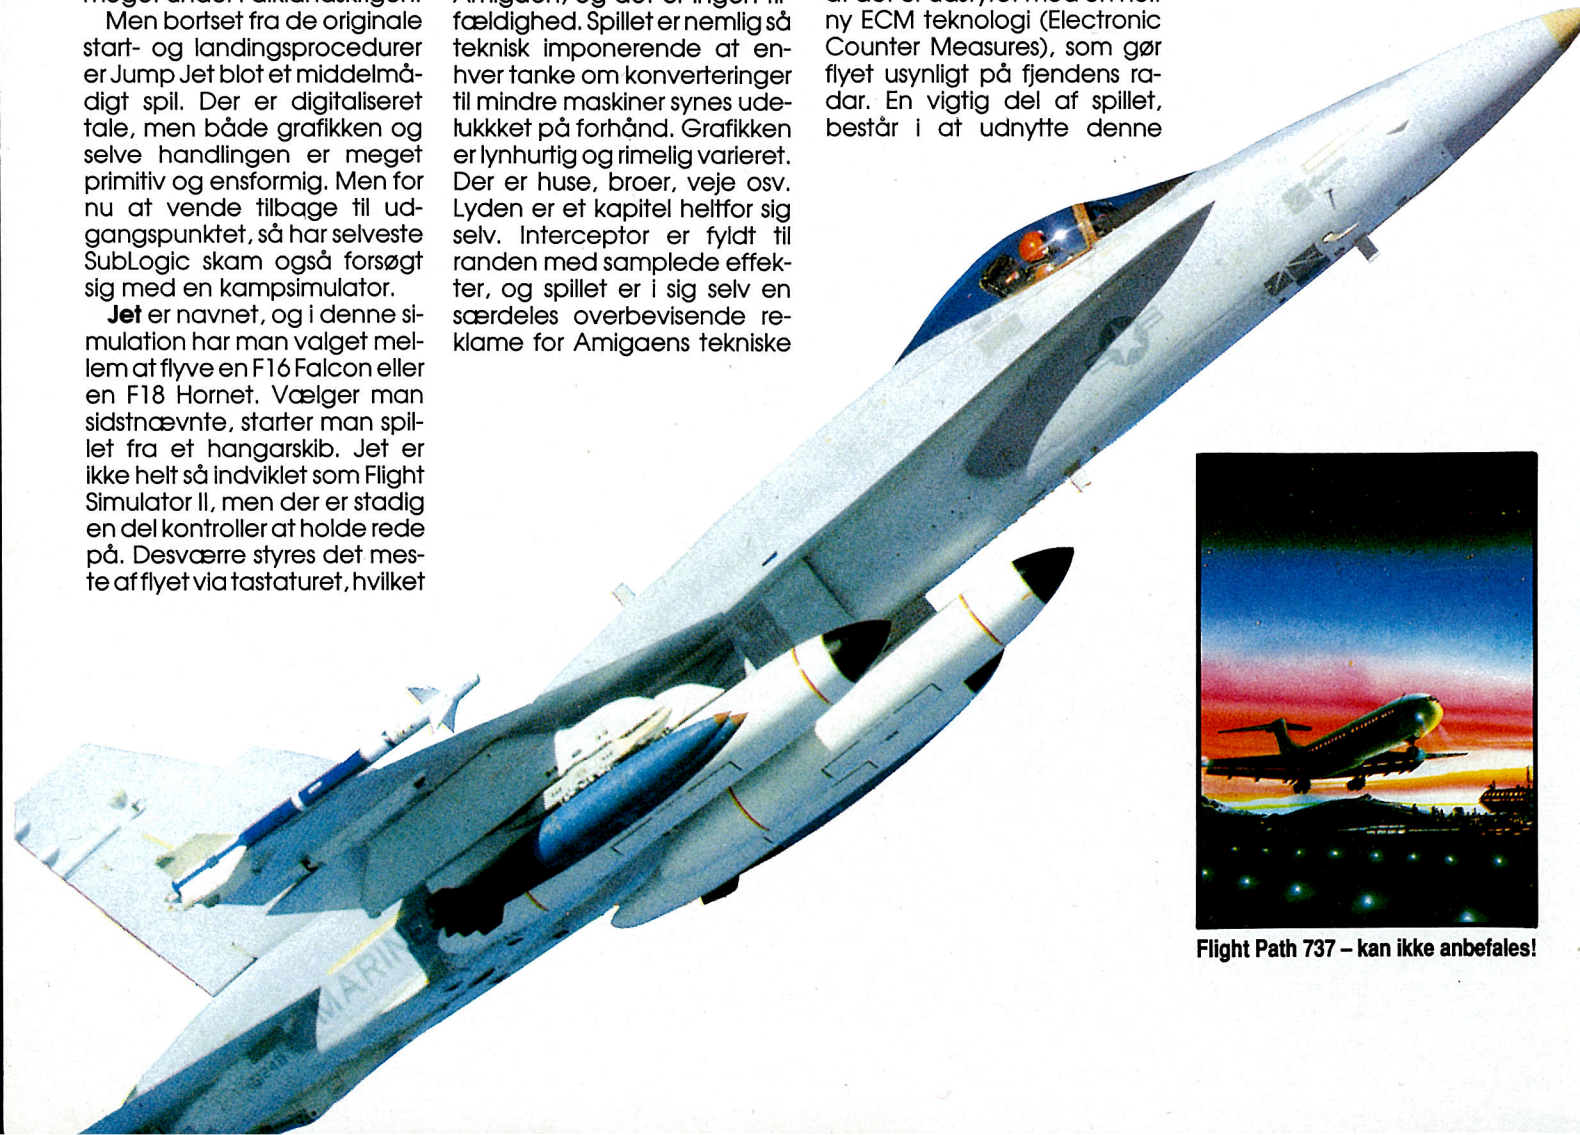 Men bortset fra de originale
start- og landingsprocedurer
er Jump Jet blot et middelmå-
digt spil. Der er digitaliseret
tale, men både grafikken og
selve handlingen er meget
primitiv og ensformig. Men for
nu at vende tilbage til ud-
gangspunktet, så har selveste
SubLogic skam også forsøgt
sig med en kampsimulator.
Jet er navnet, og i denne si-
mulation har man valget mel-
lem at flyve en F16 Falcon eller
en F18 Hornet. Vælger man
sidstnævnte, starter man spil-
let fra et hangarskib. Jet er
ikke helt så indviklet som Flight
Simulator II, men der er stadig
en del kontroller at holde rede
på. Desværre styres det mes-
te af flyet via tastaturet, hvilket
fældighed. Spillet er nemlig så
teknisk imponerende at en-
hver tanke om konverteringer
til mindre maskiner synes ude-
lukkket på forhånd. Grafikken
er lynhurtig og rimelig varieret.
Der er huse, broer, veje osv.
Lyden er et kapitel helt for sig
selv. Interceptor er fyldt til
randen med samplede effek-
ter, og spillet er i sig selv en
særdeles overbevisende re-
klame for Amigaens tekniske
ny ECM teknologi (Electronic
Counter Measures), som gør
flyet usynligt på fjendens ra-
dar. En vigtig del af spillet,
består i at udnytte denne
Flight Path 737 – kan ikke anbefales!